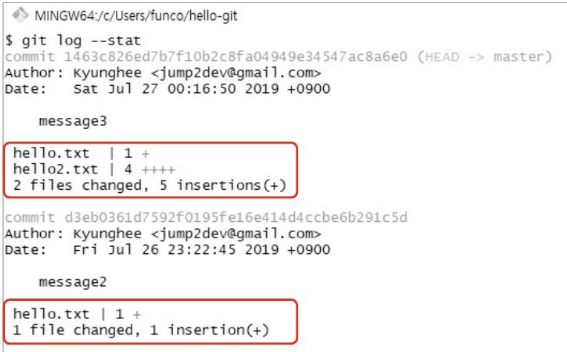 MINGW64:/c/Users/funco/hello-git
$ git log --stat
commit 1463c826ed7b7f10b2c8fa04949e34547ac8a6e0 (HEAD -> master)
Author: Kyunghee <jump2dev@gmail.com>
Date:   Sat Jul 27 00:16:50 2019 +0900
message3
hello.txt  | 1 +
hello2.txt | 4 ++++
2 files changed, 5 insertions(+)
commit d3eb0361d7592f0195fe16e414d4ccbe6b291c5d
Author: Kyunghee <jump2dev@gmail.com>
Date:   Fri Jul 26 23:22:45 2019 +0900
message2
hello.txt | 1 +
1 file changed, 1 insertion(+)